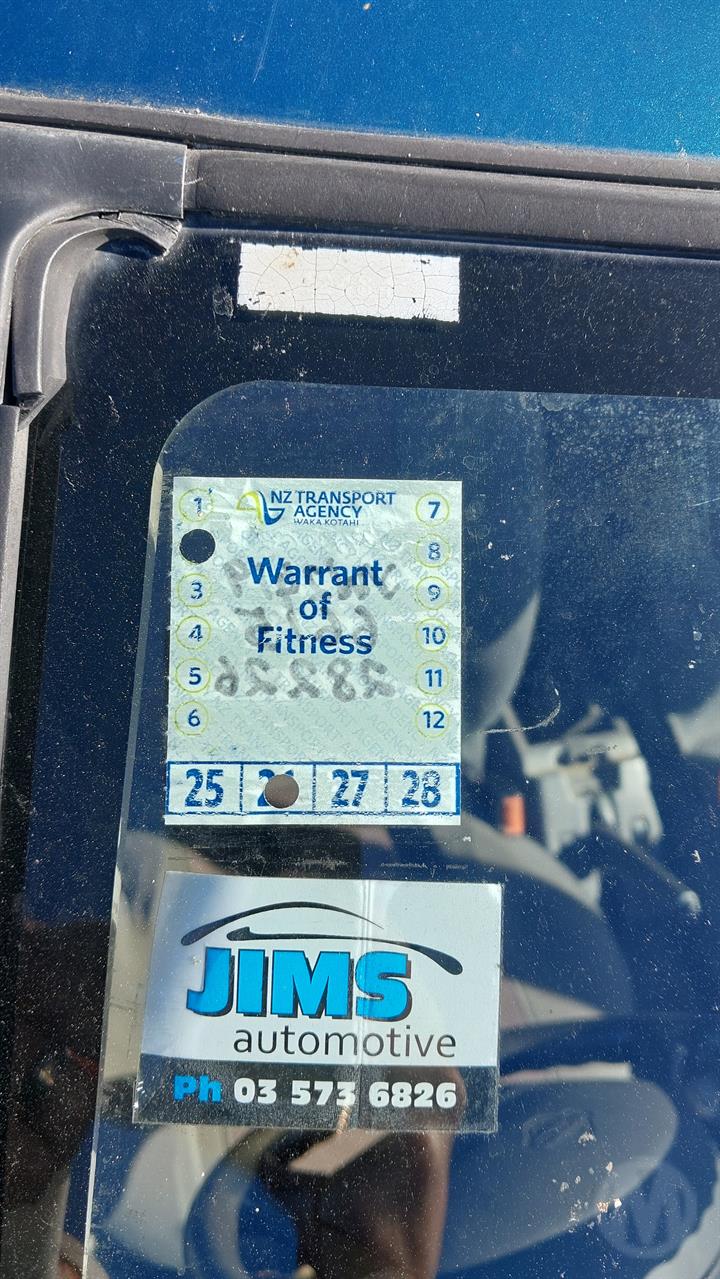 1
NZ TRANSPORT
AGENCY
WAKA KOTAHI
7
8
Warrant
of
Fitness
3
9
4
10
5
28226
11
6
12
25 27 28
JIMS
automotive
Ph 03 573 6826
M